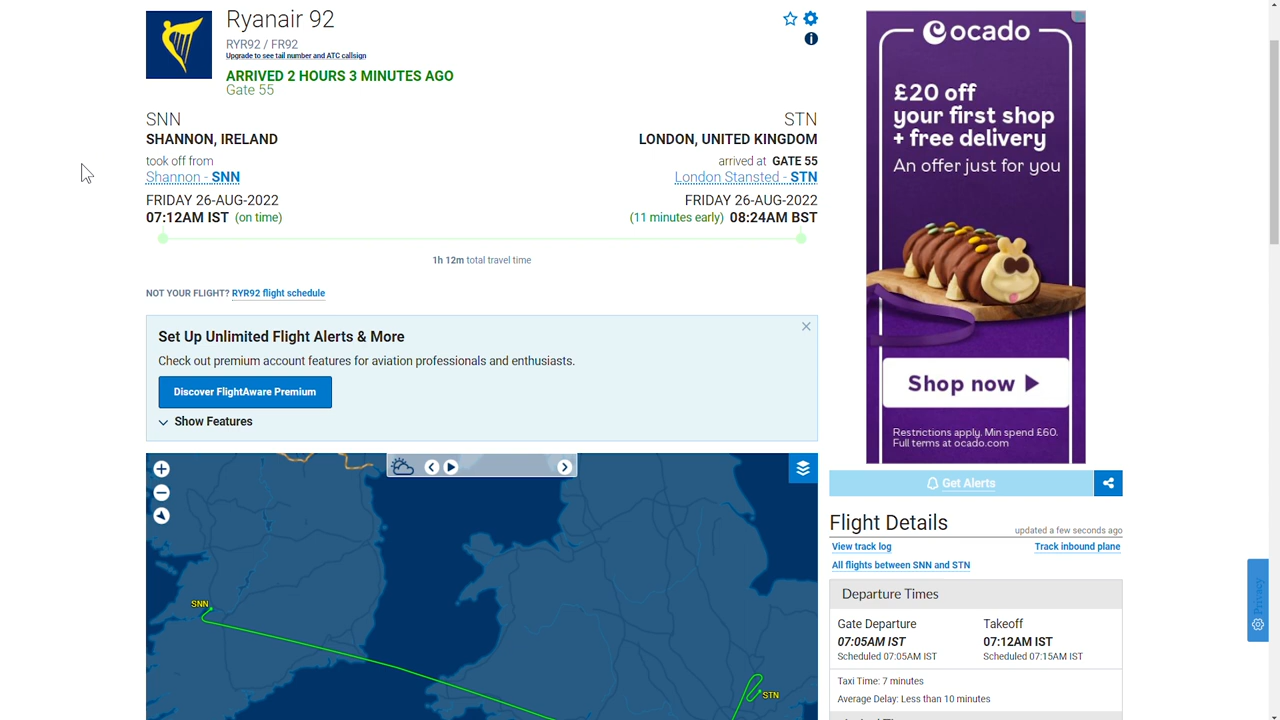 Ryanair 92
RYR92 / FR92
Upgrade to see tail number and ATC callsign
ARRIVED 2 HOURS 3 MINUTES AGO
Gate 55
SNN
SHANNON, IRELAND
took off from
Shannon - SNN
FRIDAY 26-AUG-2022
07:12AM IST (on time)
STN
LONDON, UNITED KINGDOM
arrived at GATE 55
London Stansted - STN
FRIDAY 26-AUG-2022
(11 minutes early) 08:24AM BST
1h 12m total travel time
NOT YOUR FLIGHT? RYR92 flight schedule
Set Up Unlimited Flight Alerts & More
Check out premium account features for aviation professionals and enthusiasts.
Discover FlightAware Premium
Show Features
SNN
STN
ocado
£20 off
your first shop
+ free delivery
An offer just for you
Shop now
Restrictions apply. Min spend £60.
Full terms at ocado.com
Get Alerts
Flight Details
updated a few seconds ago
View track log
Track inbound plane
All flights between SNN and STN
Departure Times
Gate Departure
07:05AM IST
Scheduled 07:05AM IST
Takeoff
07:12AM IST
Scheduled 07:15AM IST
Taxi Time: 7 minutes
Average Delay: Less than 10 minutes
Privacy